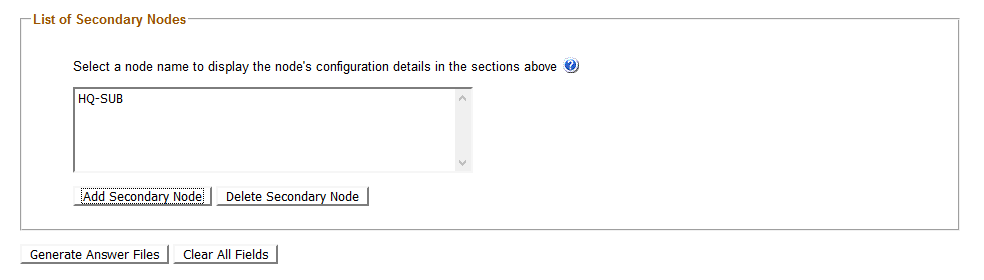 List of Secondary Nodes
Select a node name to display the node's configuration details in the sections above ?
HQ-SUB
Add Secondary Node Delete Secondary Node
Generate Answer Files Clear All Fields